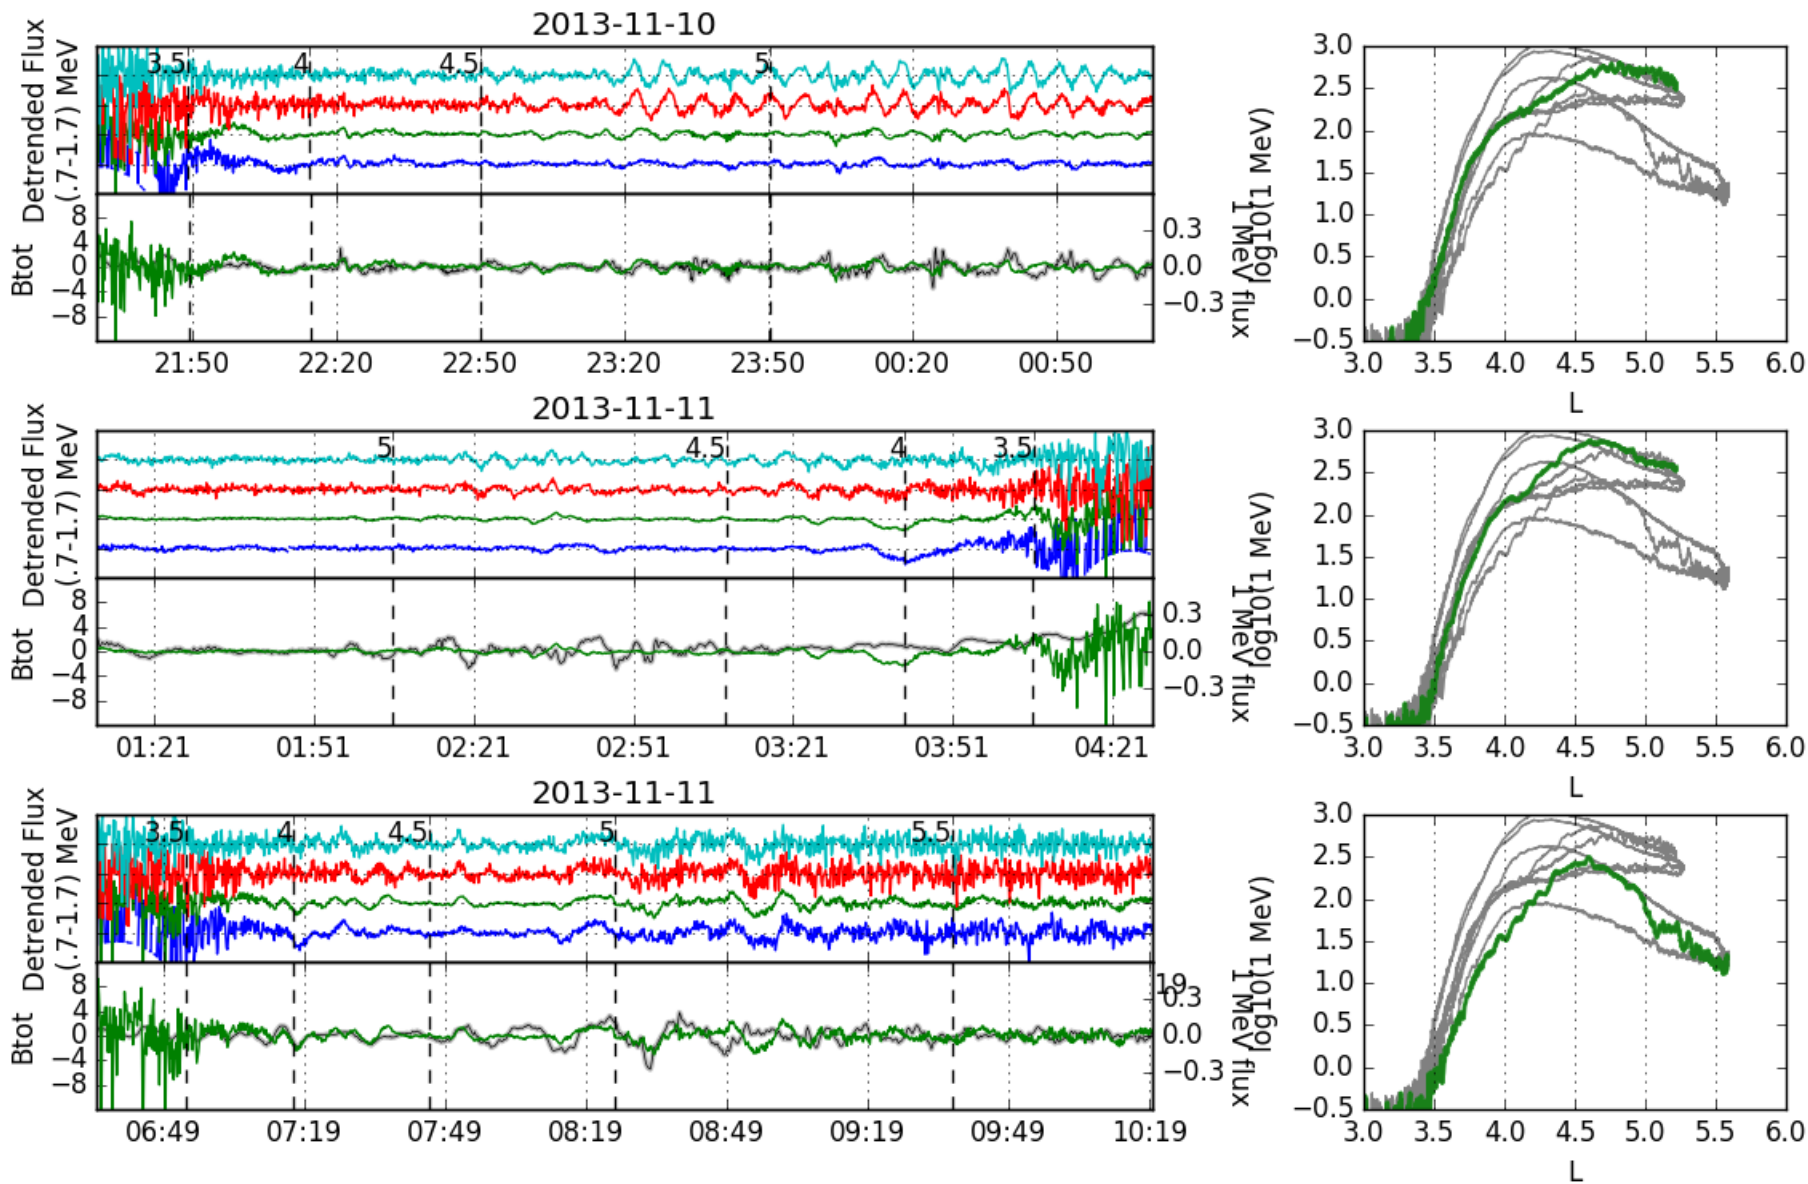 2013-11-10
Detrended Flux
(.7-1.7) MeV
3.5 4 4.5 5
Btot
8
4
0
−4
−8
0.3
0.0
−0.3
1 MeV flux
21:50 22:20 22:50 23:20 23:50 00:20 00:50
log10(1 MeV)
3.0
2.5
2.0
1.5
1.0
0.5
0.0
−0.5
3.0 3.5 4.0 4.5 5.0 5.5 6.0
L
2013-11-11
Detrended Flux
(.7-1.7) MeV
5 4.5 4 3.5
Btot
8
4
0
−4
−8
0.3
0.0
−0.3
1 MeV flux
01:21 01:51 02:21 02:51 03:21 03:51 04:21
log10(1 MeV)
3.0
2.5
2.0
1.5
1.0
0.5
0.0
−0.5
3.0 3.5 4.0 4.5 5.0 5.5 6.0
L
2013-11-11
Detrended Flux
(.7-1.7) MeV
3.5 4 4.5 5 5.5
Btot
8
4
0
−4
−8
19
0.3
0.0
−0.3
1 MeV flux
06:49 07:19 07:49 08:19 08:49 09:19 09:49 10:19
log10(1 MeV)
3.0
2.5
2.0
1.5
1.0
0.5
0.0
−0.5
3.0 3.5 4.0 4.5 5.0 5.5 6.0
L